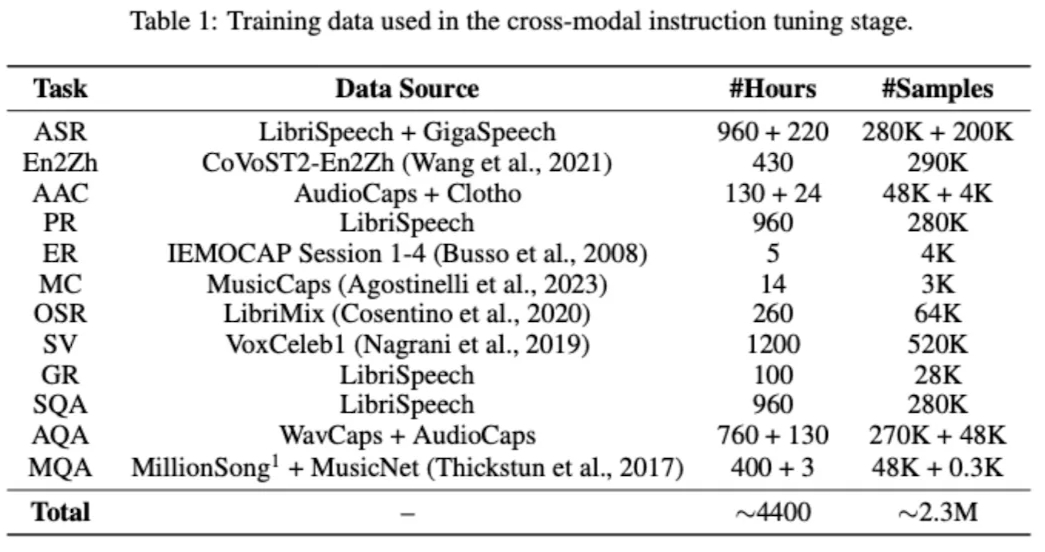 Table 1: Training data used in the cross-modal instruction tuning stage.
Task Data Source #Hours #Samples
ASR LibriSpeech + GigaSpeech 960 + 220 280K + 200K
En2Zh CoVoST2-En2Zh (Wang et al., 2021) 430 290K
AAC AudioCaps + Clotho 130 + 24 48K + 4K
PR LibriSpeech 960 280K
ER IEMOCAP Session 1-4 (Busso et al., 2008) 5 4K
MC MusicCaps (Agostinelli et al., 2023) 14 3K
OSR LibriMix (Cosentino et al., 2020) 260 64K
SV VoxCeleb1 (Nagrani et al., 2019) 1200 520K
GR LibriSpeech 100 28K
SQA LibriSpeech 960 280K
AQA WavCaps + AudioCaps 760 + 130 270K + 48K
MQA MillionSong¹ + MusicNet (Thickstun et al., 2017) 400 + 3 48K + 0.3K
Total – ∼4400 ∼2.3M